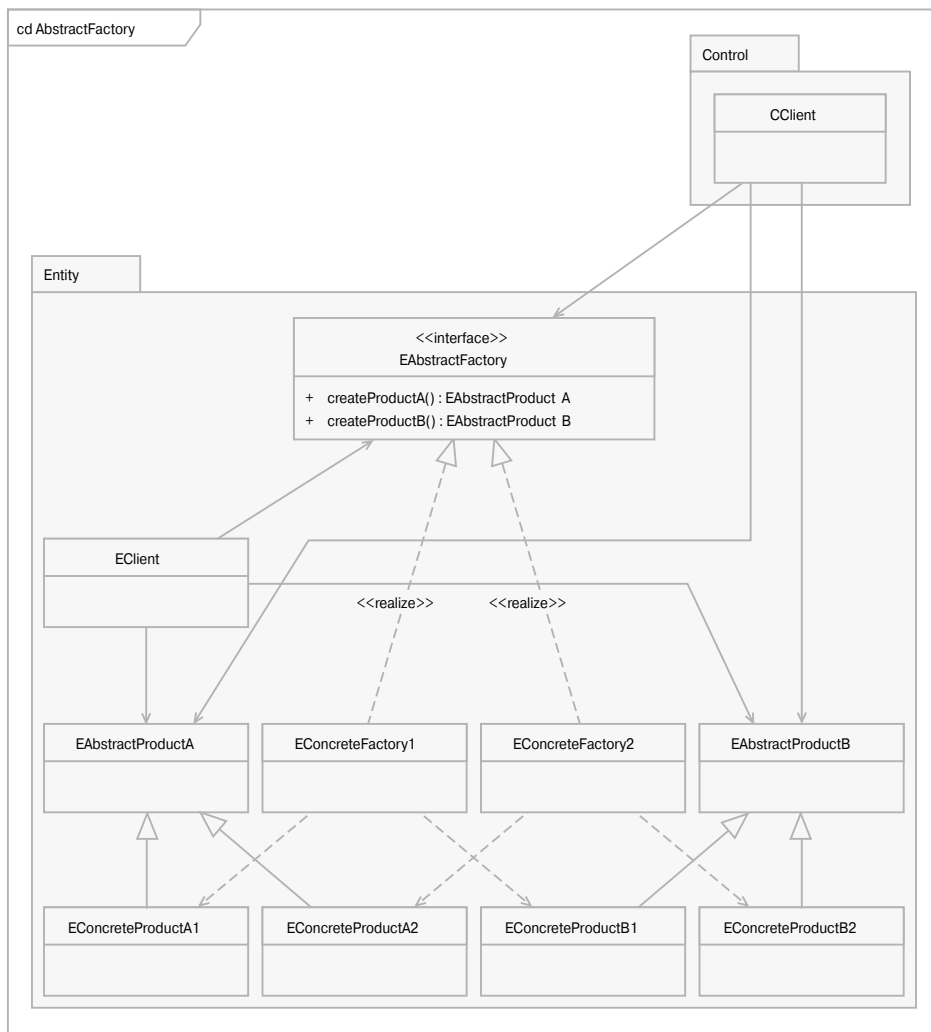 cd AbstractFactory
Control
CClient
Entity
<<interface>>
EAbstractFactory
+ createProductA() : EAbstractProduct A
+ createProductB() : EAbstractProduct B
EClient
<<realize>> <<realize>>
EAbstractProductA EConcreteFactory1 EConcreteFactory2 EAbstractProductB
EConcreteProductA1 EConcreteProductA2 EConcreteProductB1 EConcreteProductB2